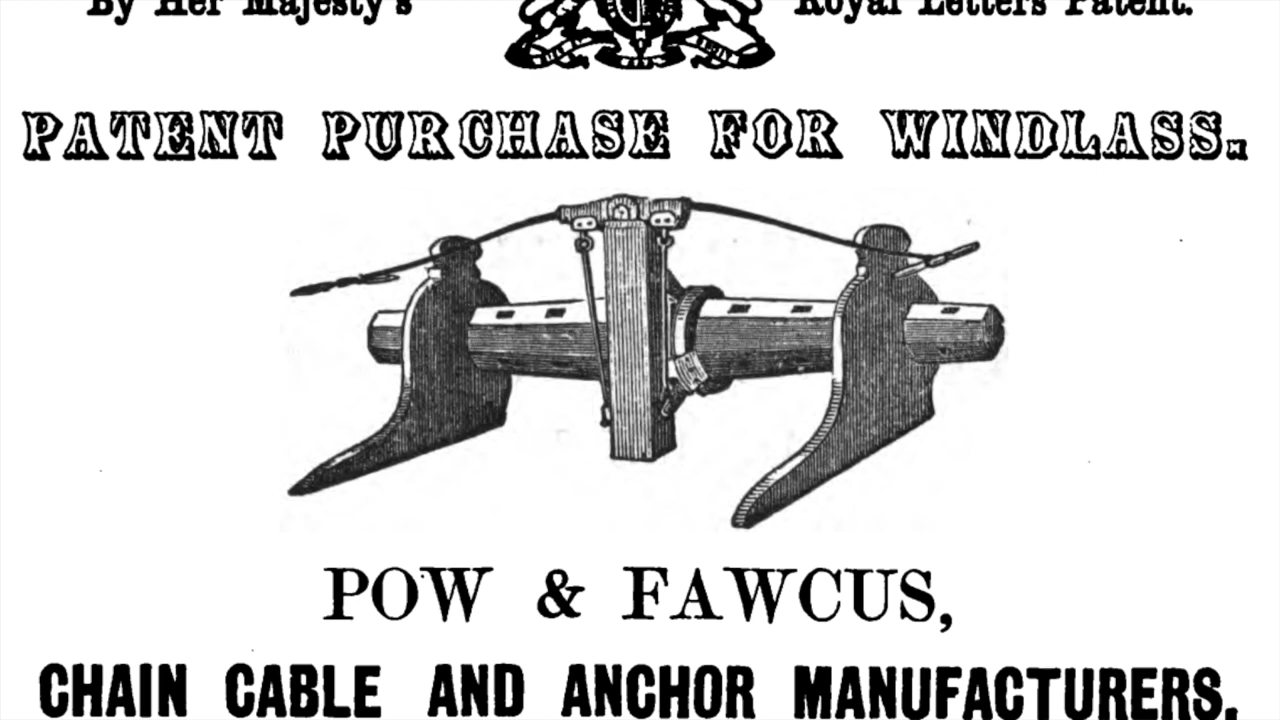 By Her Majesty's Royal Letters Patent.
PATENT PURCHASE FOR WINDLASS.
POW & FAWCUS,
CHAIN CABLE AND ANCHOR MANUFACTURERS.